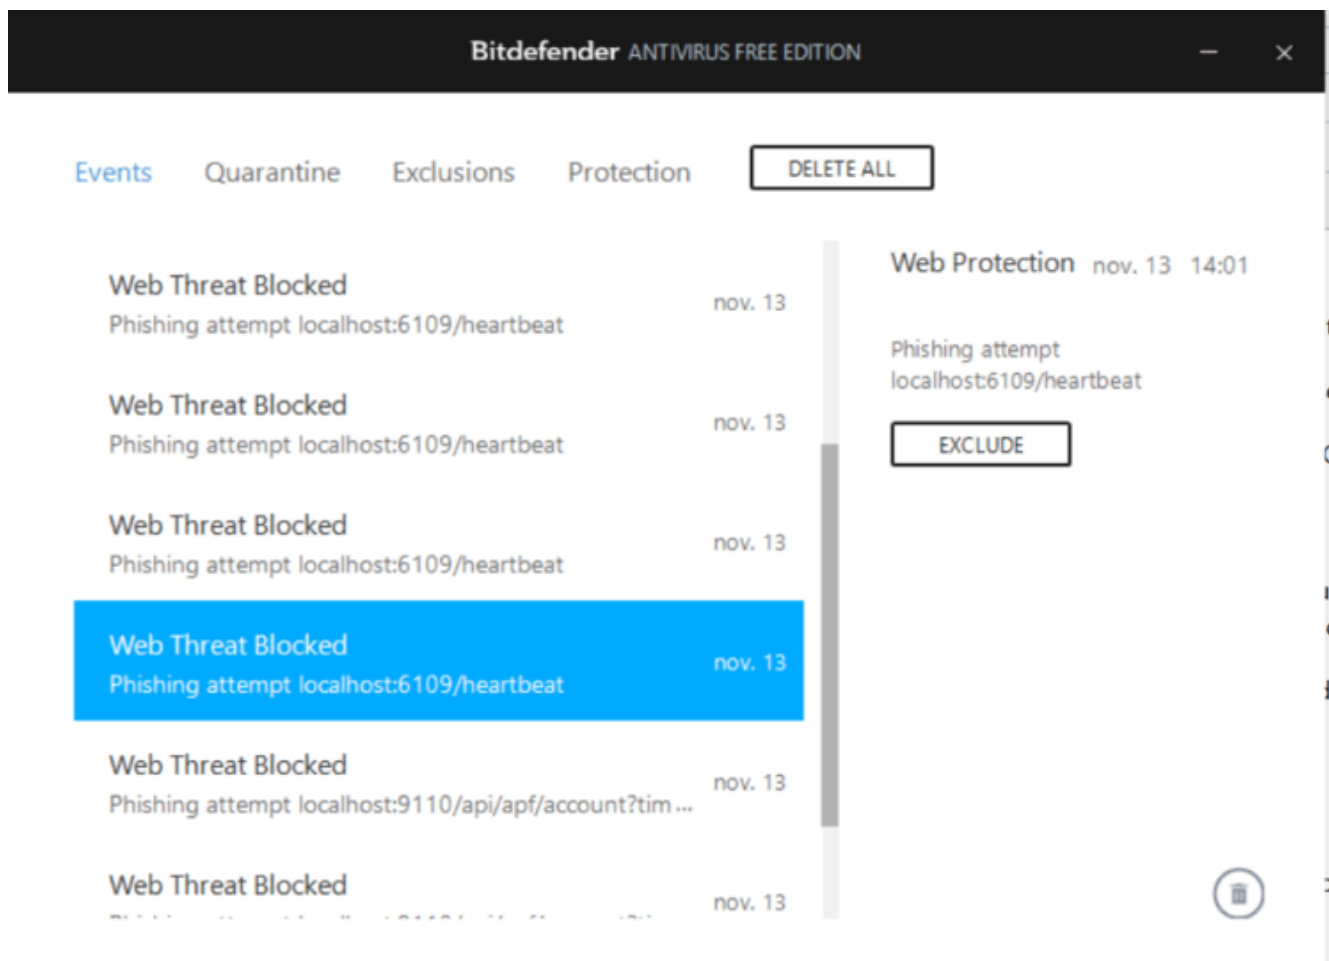 Bitdefender ANTIVIRUS FREE EDITION
Events Quarantine Exclusions Protection DELETE ALL
Web Threat Blocked
Phishing attempt localhost:6109/heartbeat
nov. 13
Web Threat Blocked
Phishing attempt localhost:6109/heartbeat
nov. 13
Web Threat Blocked
Phishing attempt localhost:6109/heartbeat
nov. 13
Web Threat Blocked
Phishing attempt localhost:6109/heartbeat
nov. 13
Web Threat Blocked
Phishing attempt localhost:9110/api/apf/account?tim...
nov. 13
Web Threat Blocked
nov. 13
Web Protection nov. 13 14:01
Phishing attempt
localhost:6109/heartbeat
EXCLUDE